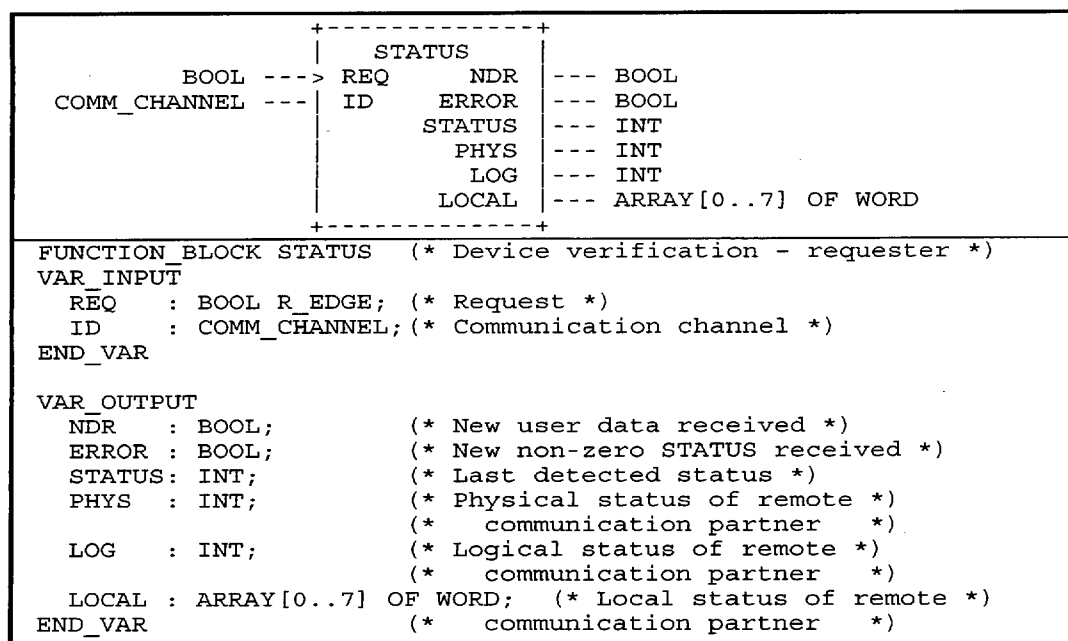 +-------------+
| STATUS |
BOOL ---> REQ NDR |--- BOOL
COMM_CHANNEL ---| ID ERROR |--- BOOL
| STATUS |--- INT
| PHYS |--- INT
| LOG |--- INT
| LOCAL |--- ARRAY[0..7] OF WORD
+-------------+
FUNCTION_BLOCK STATUS (* Device verification - requester *)
VAR_INPUT
REQ : BOOL R_EDGE; (* Request *)
ID : COMM_CHANNEL; (* Communication channel *)
END_VAR
VAR_OUTPUT
NDR : BOOL; (* New user data received *)
ERROR : BOOL; (* New non-zero STATUS received *)
STATUS: INT; (* Last detected status *)
PHYS : INT; (* Physical status of remote *)
(* communication partner *)
LOG : INT; (* Logical status of remote *)
(* communication partner *)
LOCAL : ARRAY[0..7] OF WORD; (* Local status of remote *)
END_VAR (* communication partner *)